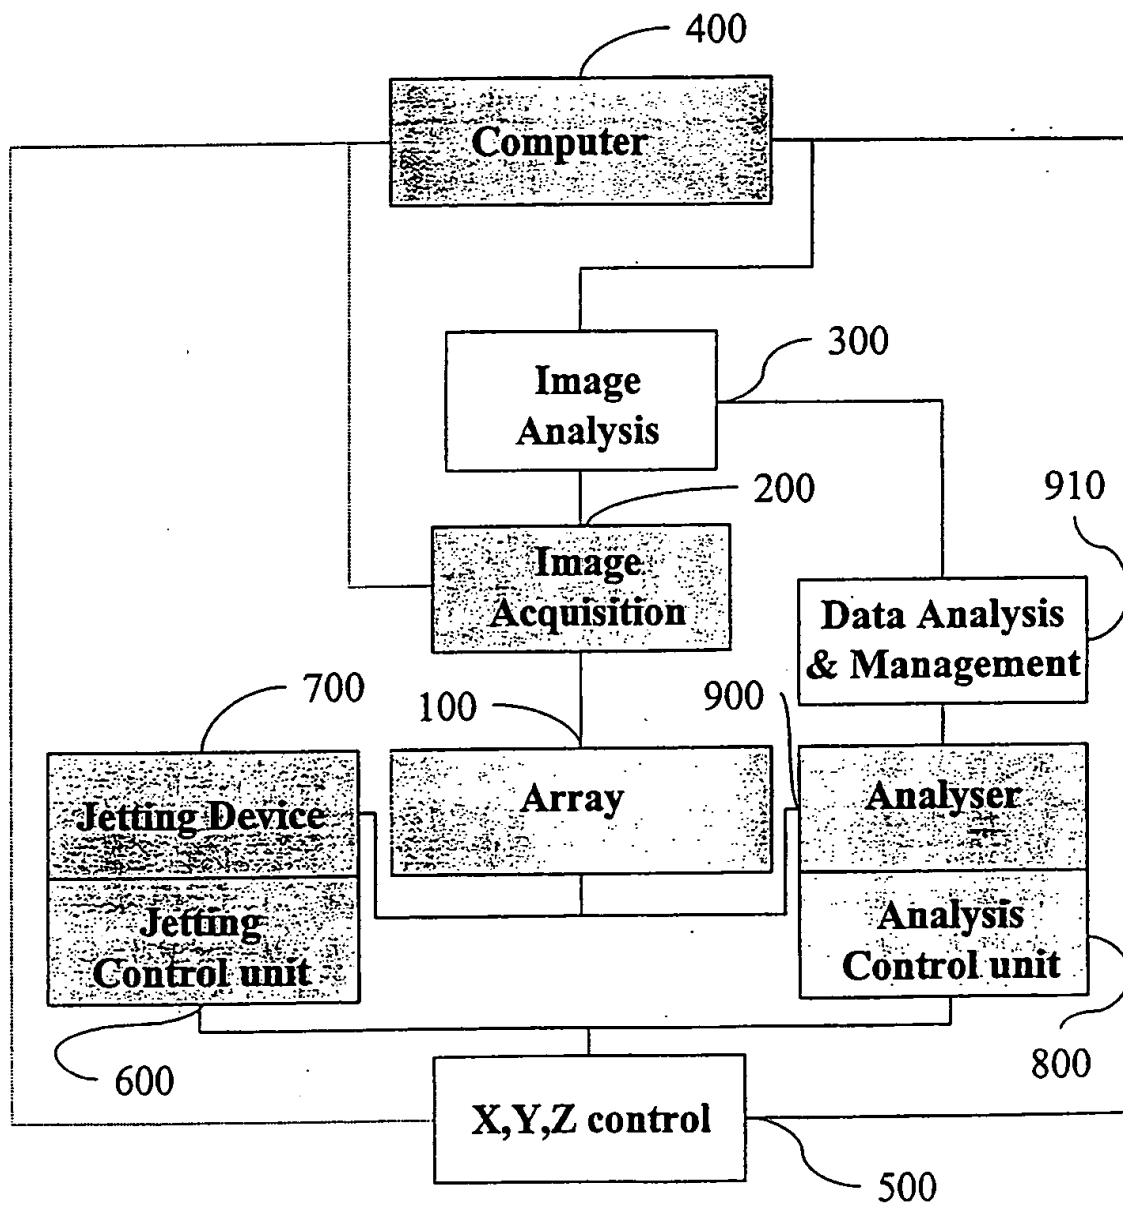 400
Computer
300
Image
Analysis
200
910
Image
Acquisition
Data Analysis
& Management
700
100
900
Jetting Device
Array
Analyser
Jetting
Control unit
Analysis
Control unit
600
800
X,Y,Z control
500